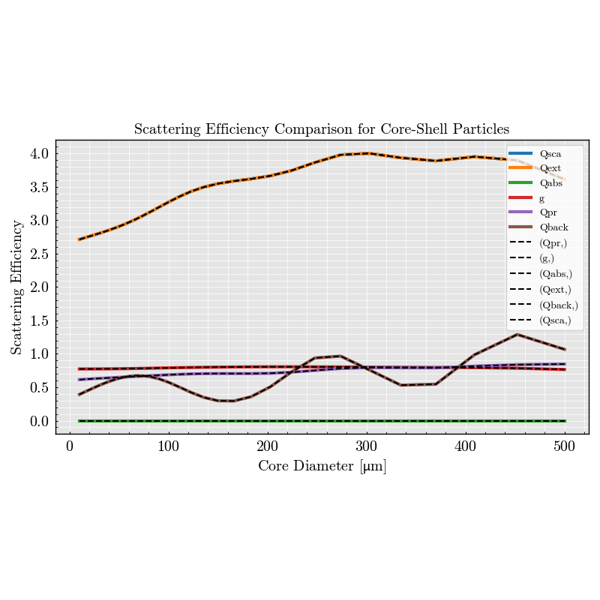 Scattering Efficiency Comparison for Core-Shell Particles
Scattering Efficiency
4.0
3.5
3.0
2.5
2.0
1.5
1.0
0.5
0.0
Qsca
Qext
Qabs
g
Qpr
Qback
(Qpr,)
(g,)
(Qabs,)
(Qext,)
(Qback,)
(Qsca,)
0 100 200 300 400 500
Core Diameter [µm]